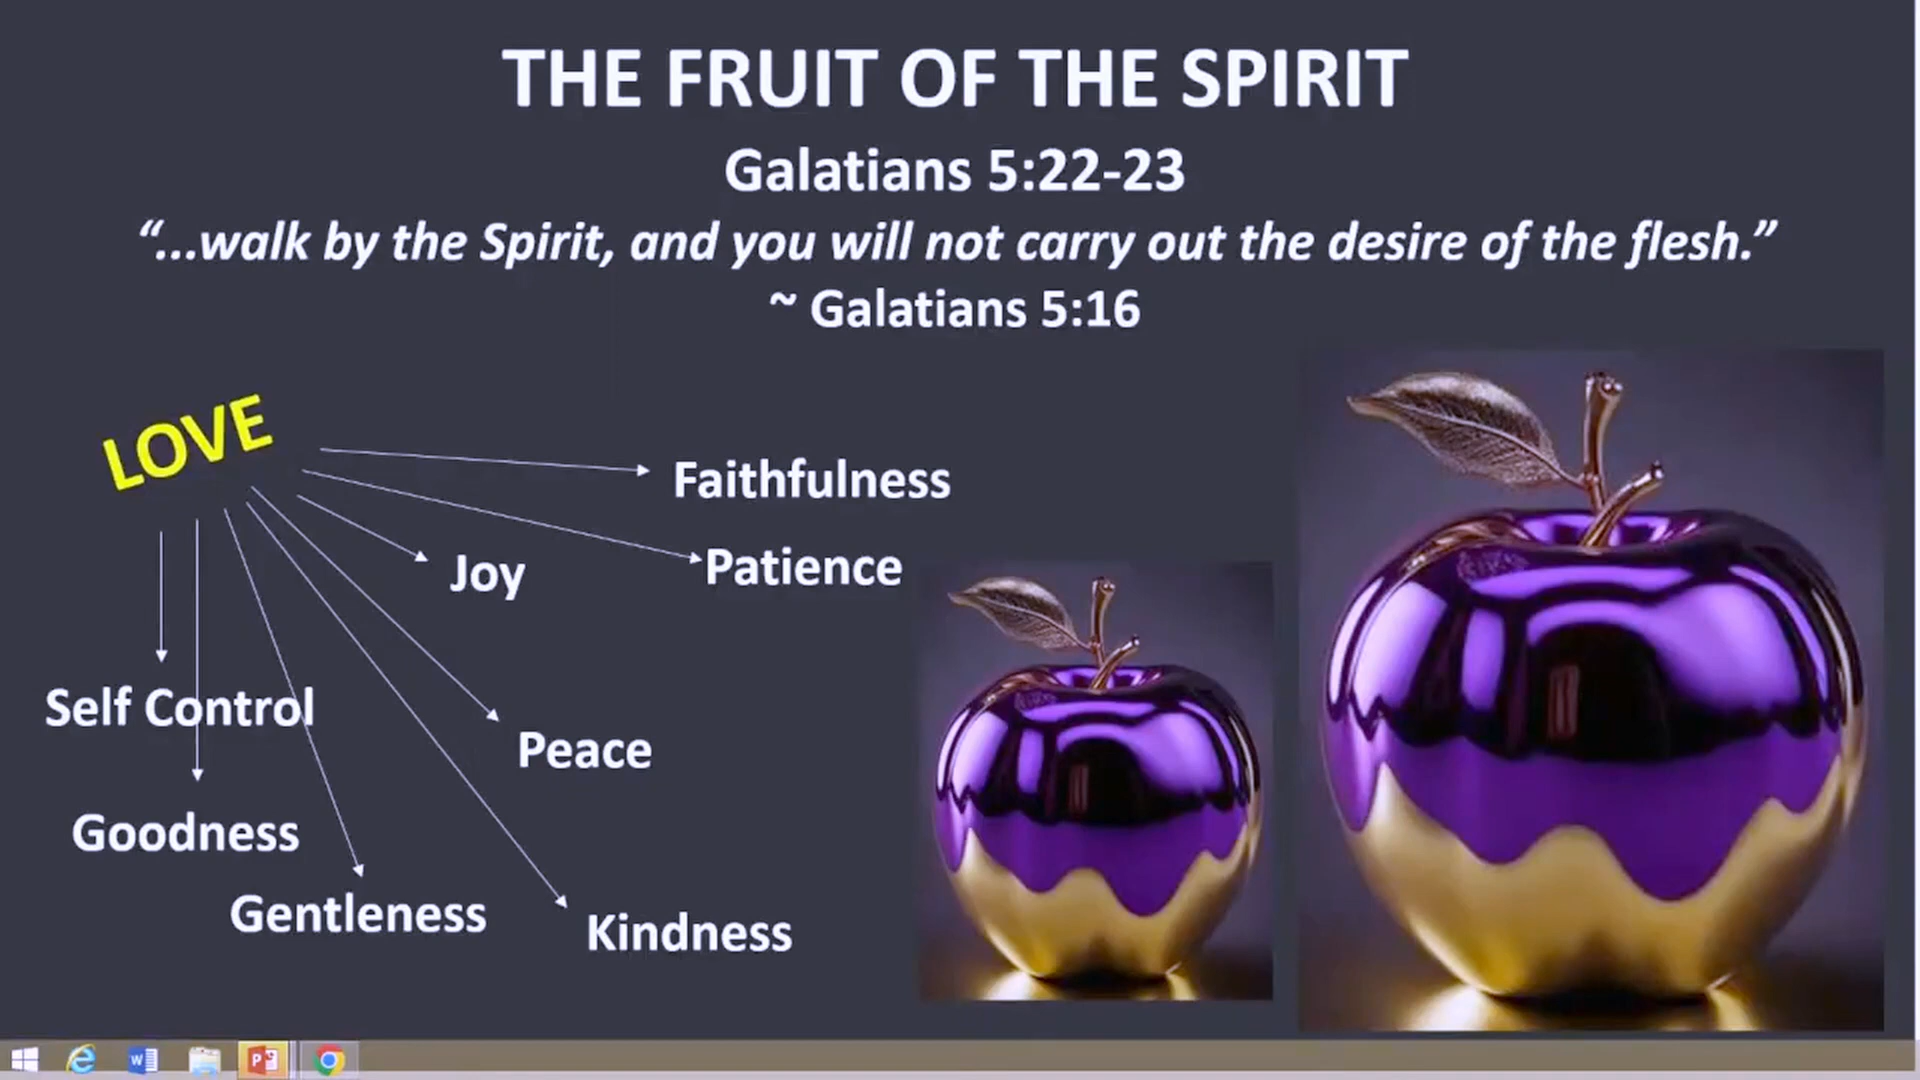 THE FRUIT OF THE SPIRIT
Galatians 5:22-23
“...walk by the Spirit, and you will not carry out the desire of the flesh.”
~ Galatians 5:16
LOVE
Faithfulness
Patience
Joy
Self Control
Peace
Goodness
Gentleness
Kindness